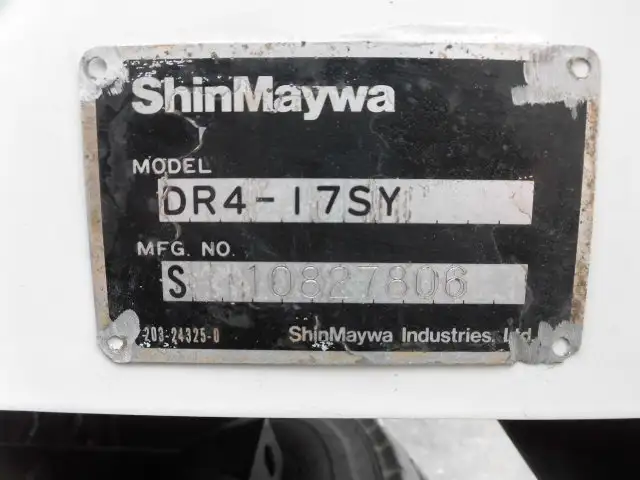 ShinMaywa
MODEL
DR4-17SY
MFG. NO.
S 10827806
203-24325-0
ShinMaywa Industries, Ltd.